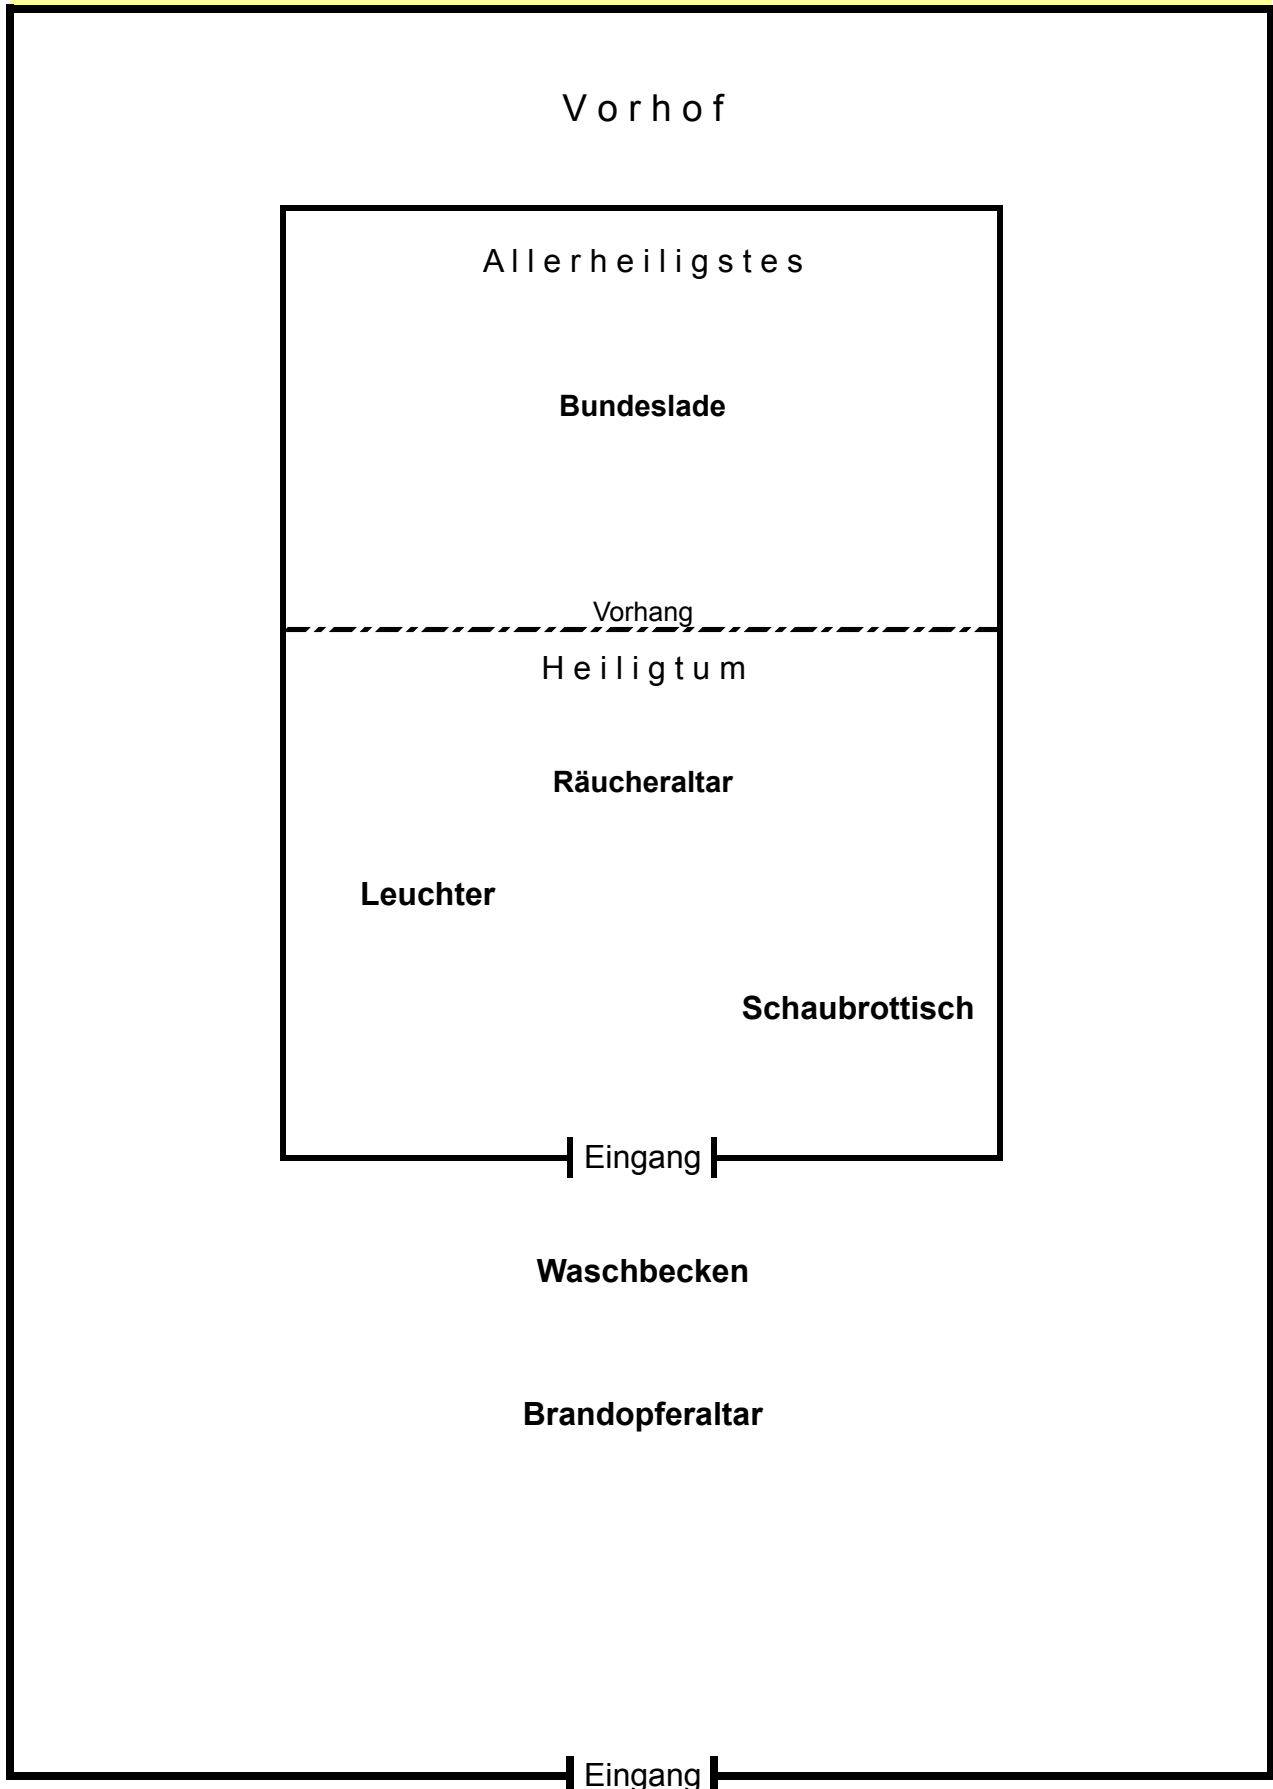 Vorhof
Allerheiligstes
Bundeslade
Vorhang
Heiligtum
Räucheraltar
Leuchter
Schaubrottisch
Eingang
Waschbecken
Brandopferaltar
Eingang